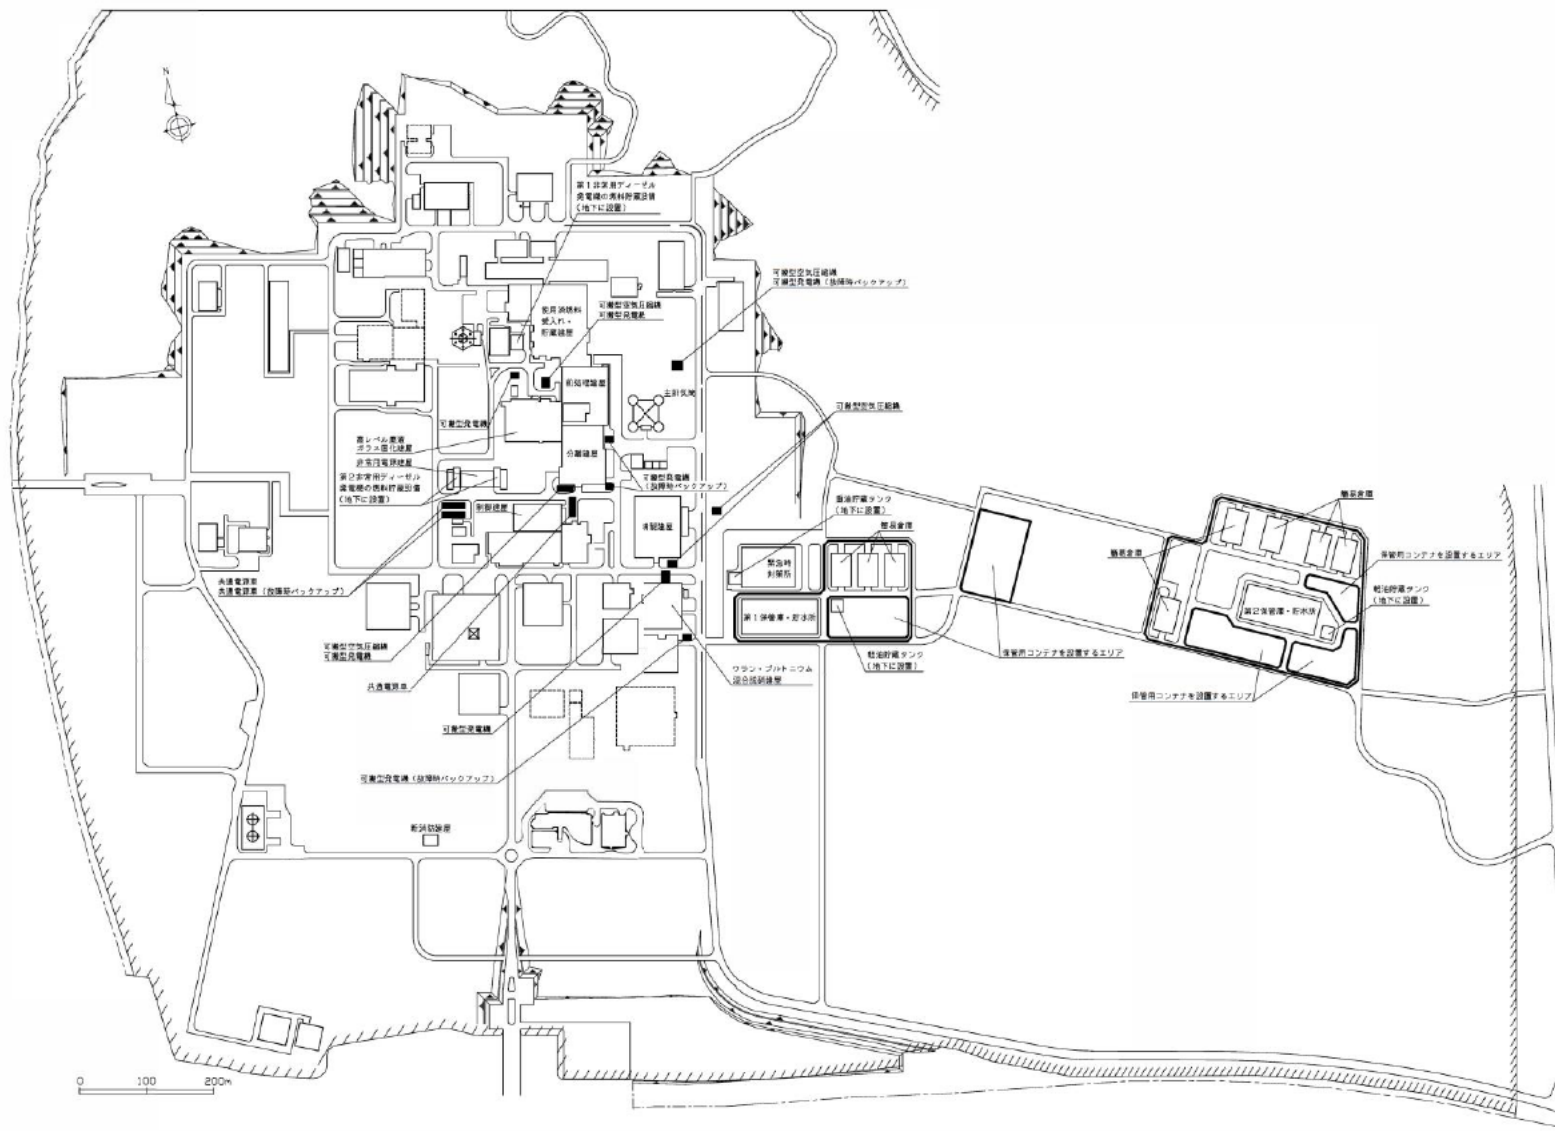 N
第1非常用ディーゼル
発電機の燃料貯蔵設備
(地下に設置)
可搬型空気圧縮機
可搬型発電機(故障時バックアップ)
使用済燃料
受入れ・
貯蔵建屋
可搬型空気圧縮機
可搬型発電機
前処理建屋
主排気筒
可搬型空気圧縮機
可搬型発電機
高レベル廃液
ガラス固化建屋
分離建屋
非常用電源建屋
第2非常用ディーゼル
発電機の燃料貯蔵設備
(地下に設置)
可搬型発電機
(故障時バックアップ)
制御建屋
精製建屋
重油貯蔵タンク
(地下に設置)
簡易倉庫
簡易倉庫
簡易倉庫
保管用コンテナを設置するエリア
緊急時
対策所
軽油貯蔵タンク
(地下に設置)
共通電源車
共通電源車(故障時バックアップ)
第1保管庫・貯水所
第2保管庫・貯水所
可搬型空気圧縮機
可搬型発電機
軽油貯蔵タンク
(地下に設置)
保管用コンテナを設置するエリア
ウラン・プルトニウム
混合脱硝建屋
共通電源車
保管用コンテナを設置するエリア
可搬型発電機
可搬型発電機(故障時バックアップ)
新消防建屋
0 100 200m